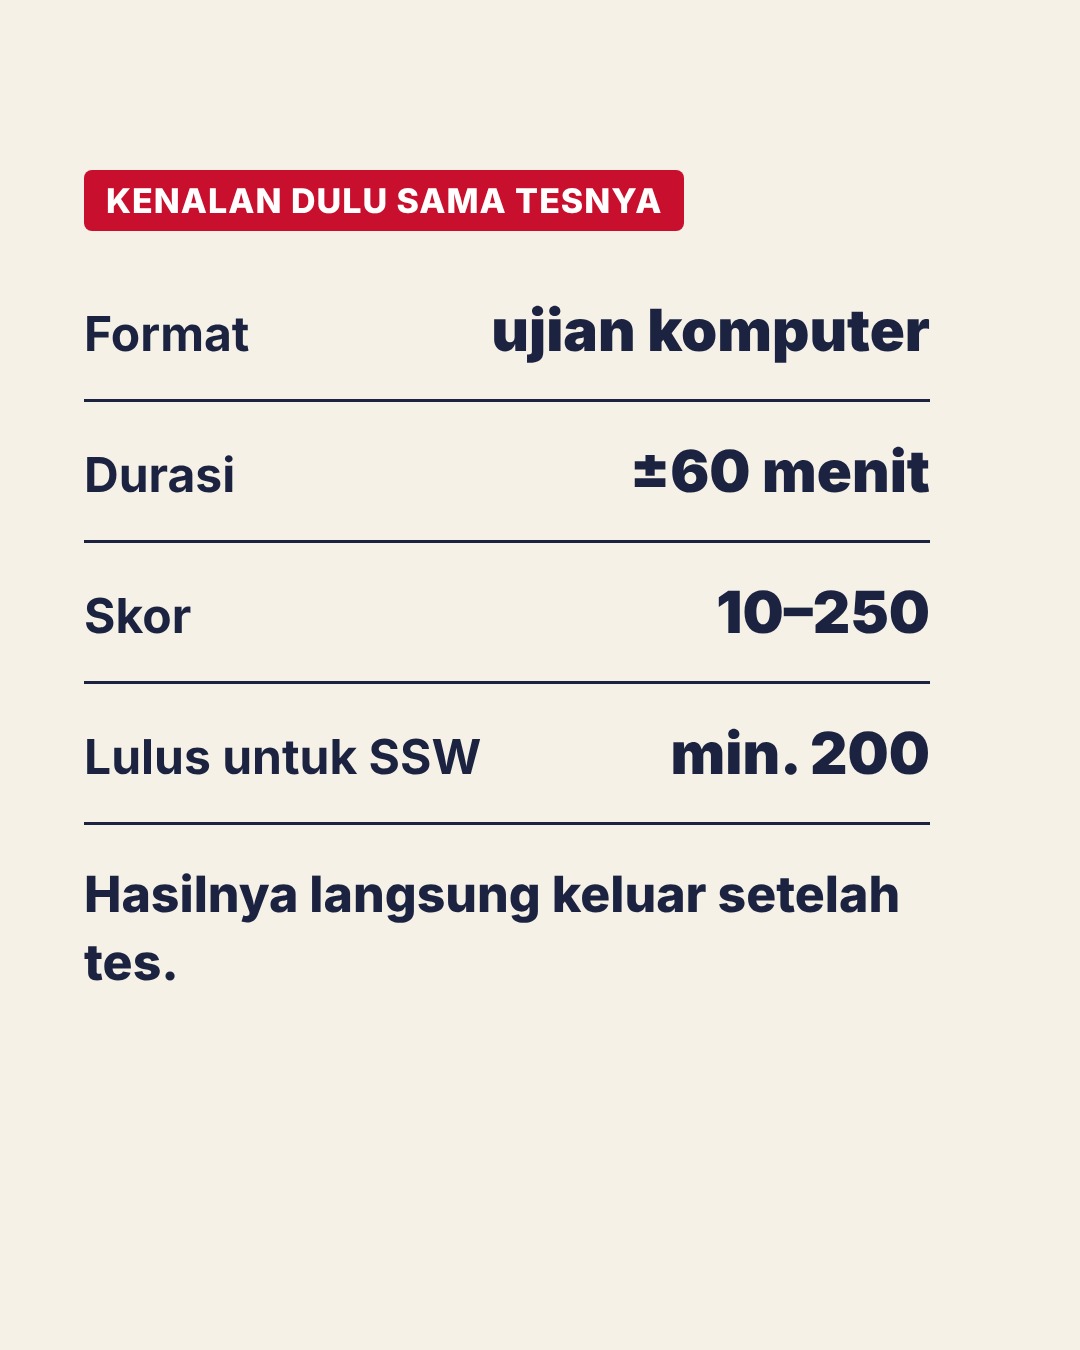 KENALAN DULU SAMA TESNYA
Format ujian komputer
Durasi ±60 menit
Skor 10–250
Lulus untuk SSW min. 200
Hasilnya langsung keluar setelah
tes.